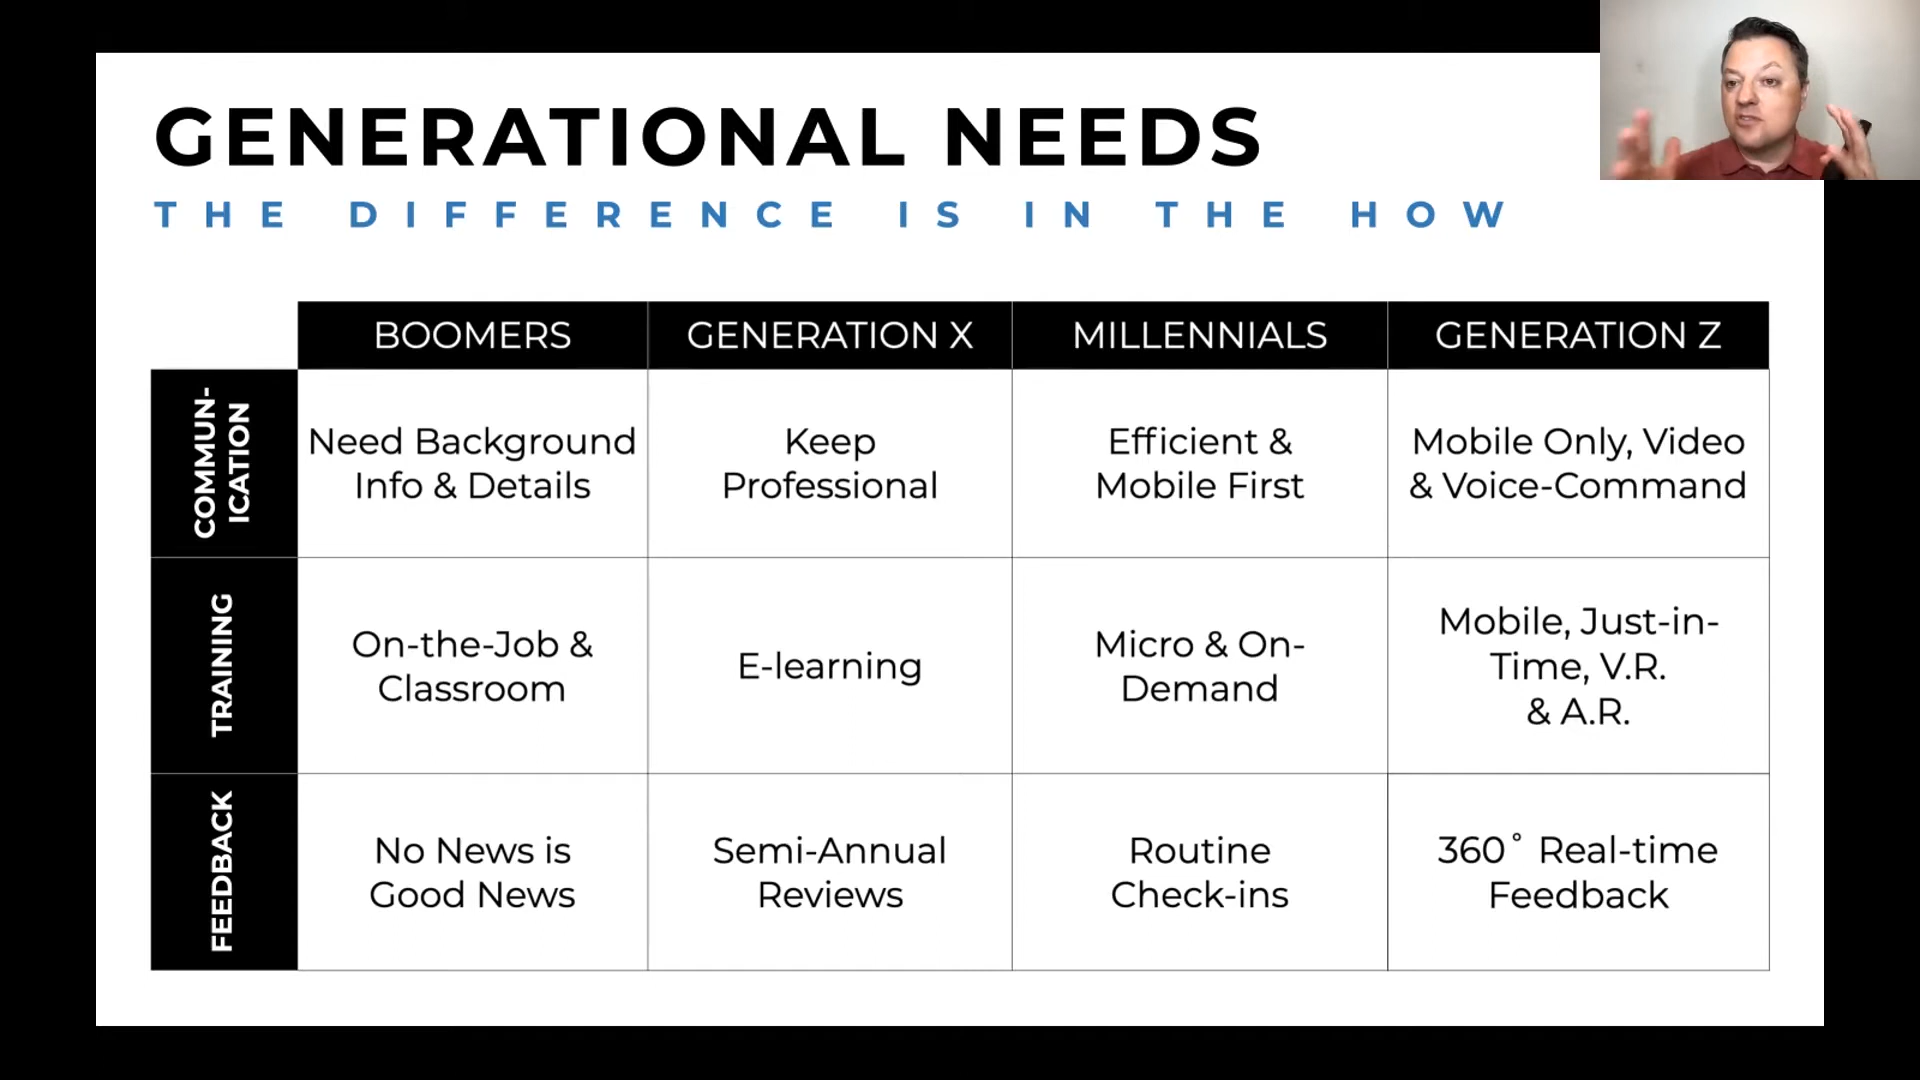 GENERATIONAL NEEDS
THE DIFFERENCE IS IN THE HOW
BOOMERS
GENERATION X
MILLENNIALS
GENERATION Z
COMMUN-
ICATION
Need Background
Info & Details
Keep
Professional
Efficient &
Mobile First
Mobile Only, Video
& Voice-Command
TRAINING
On-the-Job &
Classroom
E-learning
Micro & On-
Demand
Mobile, Just-in-
Time, V.R.
& A.R.
FEEDBACK
No News is
Good News
Semi-Annual
Reviews
Routine
Check-ins
360˚ Real-time
Feedback